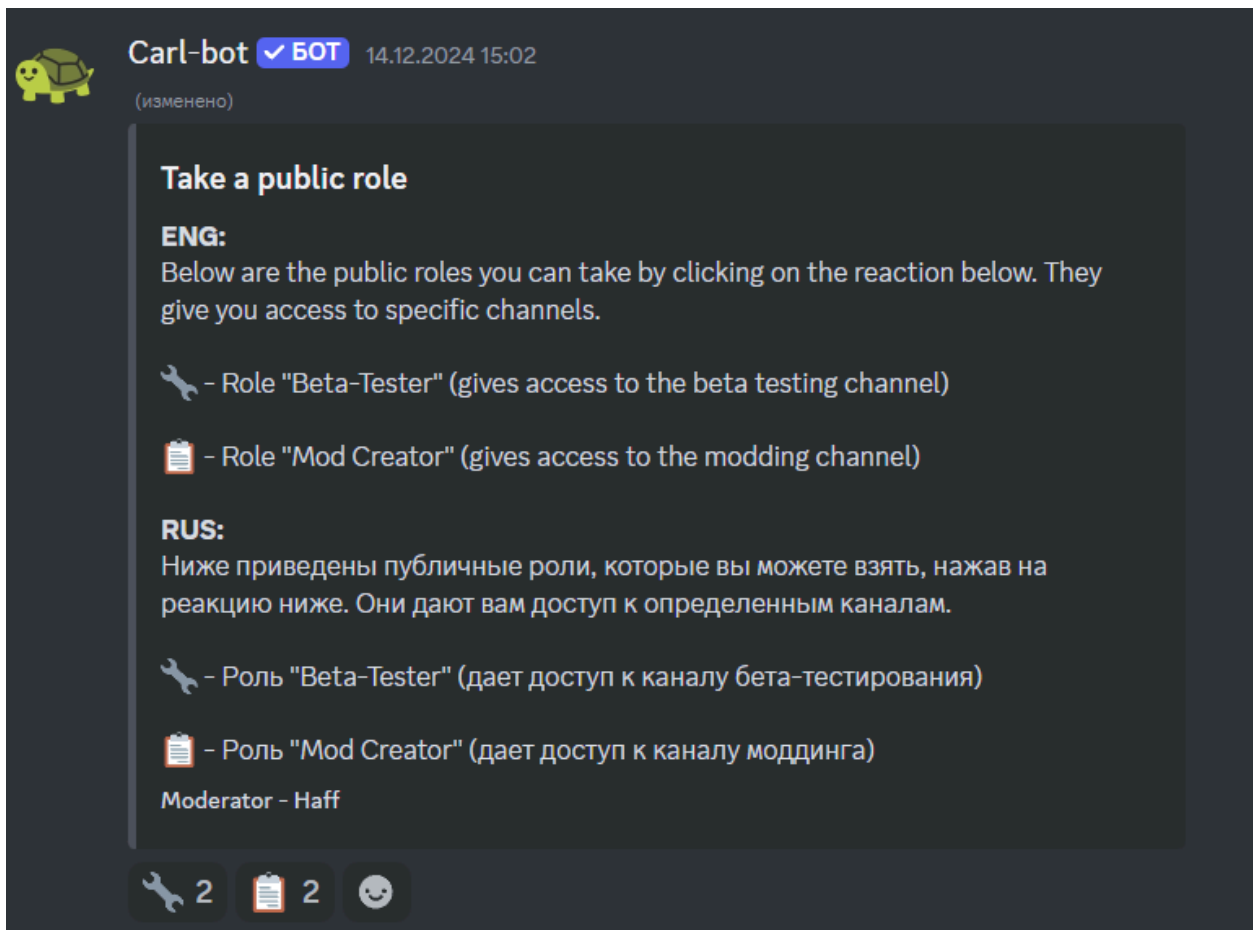 Carl-bot ✓ БОТ 14.12.2024 15:02
(изменено)
Take a public role
ENG:
Below are the public roles you can take by clicking on the reaction below. They
give you access to specific channels.
🔧 - Role "Beta-Tester" (gives access to the beta testing channel)
📋 - Role "Mod Creator" (gives access to the modding channel)
RUS:
Ниже приведены публичные роли, которые вы можете взять, нажав на
реакцию ниже. Они дают вам доступ к определенным каналам.
🔧 - Роль "Beta-Tester" (дает доступ к каналу бета-тестирования)
📋 - Роль "Mod Creator" (дает доступ к каналу моддинга)
Moderator - Haff
🔧 2 📋 2